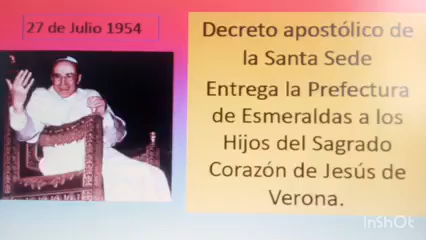 27 de Julio 1954
Decreto apostólico de
la Santa Sede
Entrega la Prefectura
de Esmeraldas a los
Hijos del Sagrado
Corazón de Jesús de
Verona.
InShOt